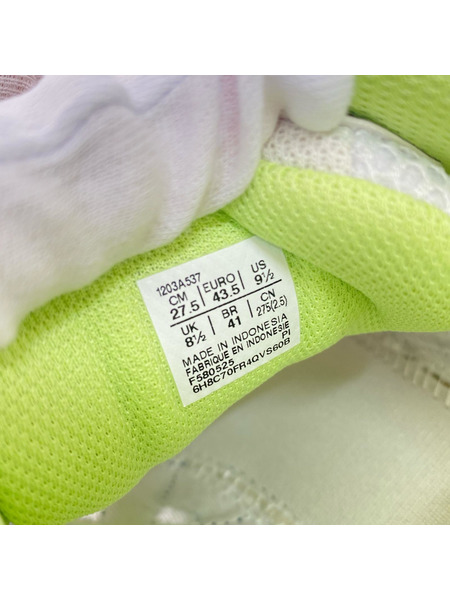 1203A537
CM EURO US
27.5 43.5 9½
UK BR CN
8½ 41 275(2.5)
MADE IN INDONESIA
FABRIQUE EN INDONESIE
F580525 PI
6H8C70FR4QVS60B